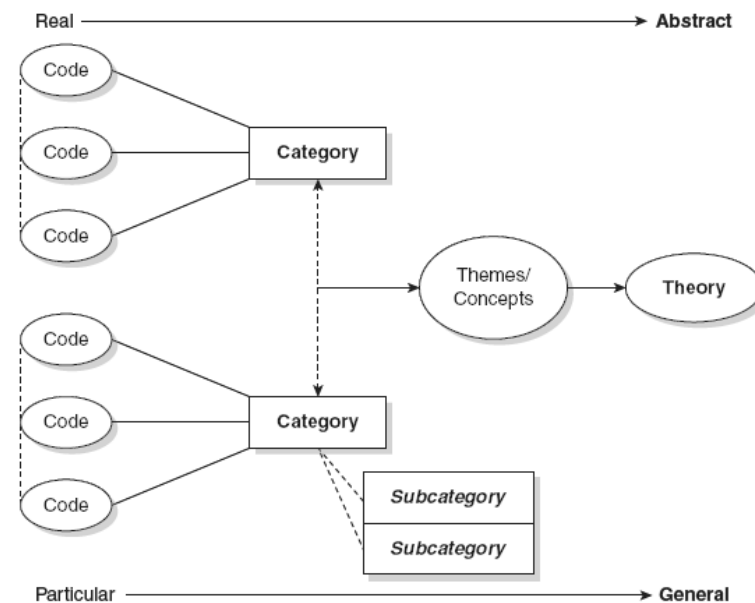 Real
Abstract
Code
Code
Category
Code
Themes/
Concepts
Theory
Code
Code
Category
Code
Subcategory
Subcategory
Particular
General